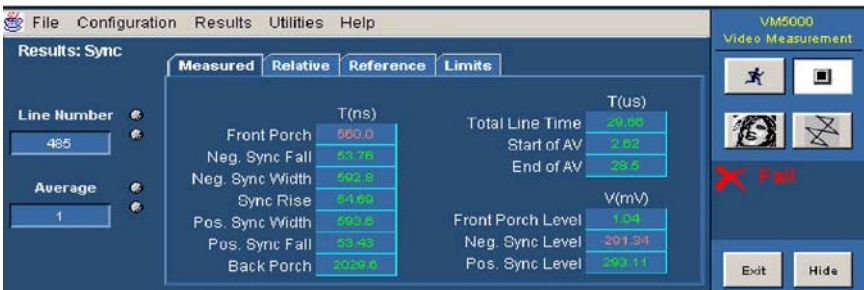 File Configuration Results Utilities Help
VM5000
Video Measurement
Results: Sync
Measured Relative Reference Limits
Line Number
485
Average
1
T(ns)
Front Porch 560.0
Neg. Sync Fall 53.76
Neg. Sync Width 592.8
Sync Rise 54.69
Pos. Sync Width 593.6
Pos. Sync Fall 53.43
Back Porch 2029.6
T(us)
Total Line Time 29.66
Start of AV 2.62
End of AV 28.5
V(mV)
Front Porch Level 1.04
Neg. Sync Level -291.34
Pos. Sync Level 293.11
Fail
Exit Hide